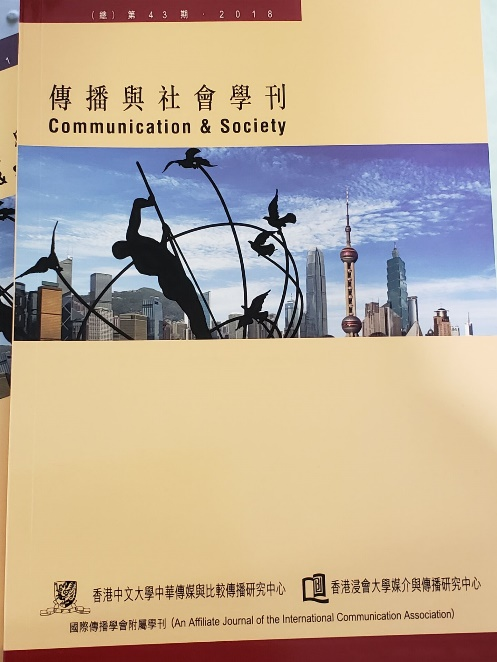 （總）第 43 期 · 2018
傳播與社會學刊
Communication & Society
香港中文大學中華傳媒與比較傳播研究中心
香港浸會大學媒介與傳播研究中心
國際傳播學會附屬學刊 (An Affiliate Journal of the International Communication Association)